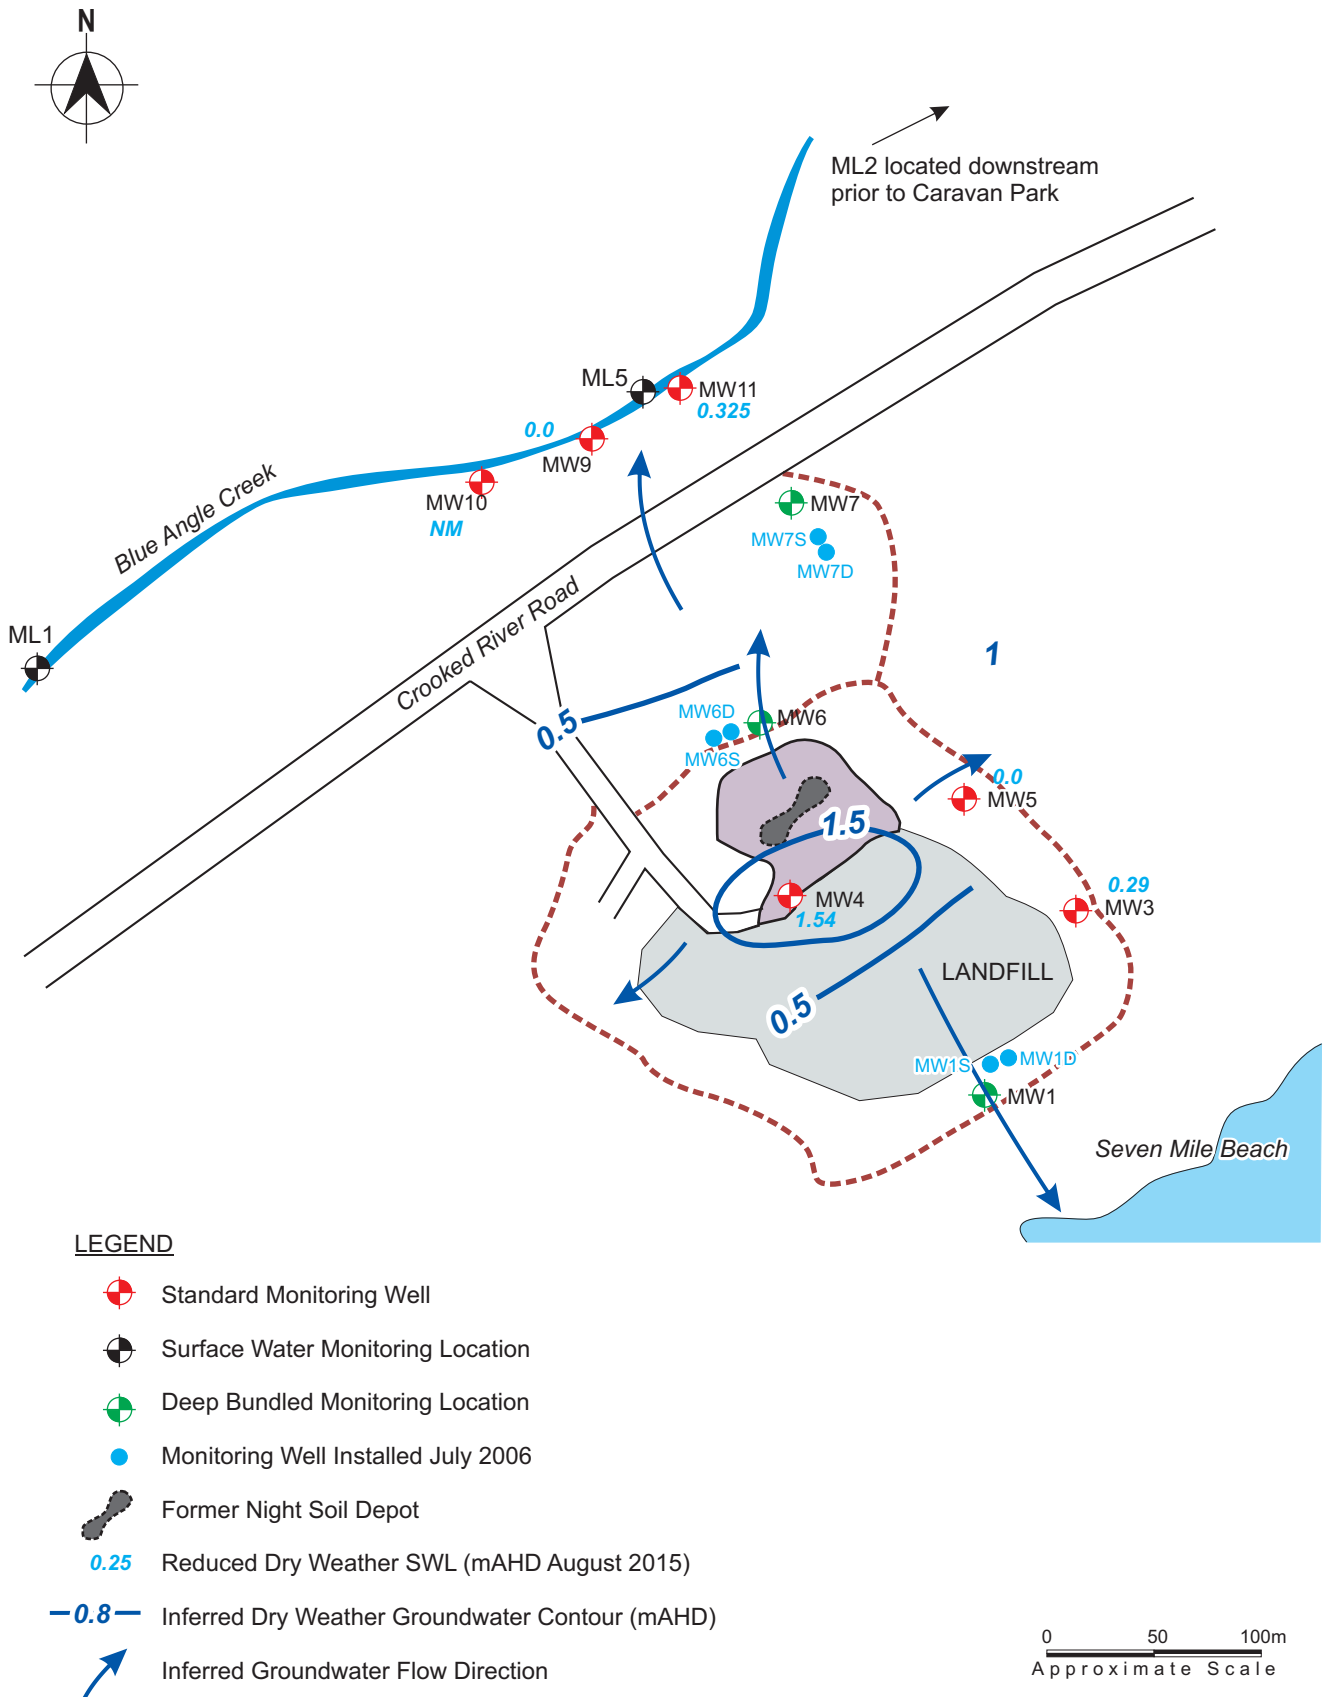 N
ML2 located downstream
prior to Caravan Park
ML5
MW11
0.325
0.0
MW9
MW10
NM
Blue Angle Creek
ML1
Crooked River Road
MW7
MW7S
MW7D
1
0.5
MW6D
MW6
MW6S
0.0
MW5
1.5
0.29
MW3
MW4
1.54
LANDFILL
0.5
MW1S
MW1D
MW1
Seven Mile Beach
LEGEND
Standard Monitoring Well
Surface Water Monitoring Location
Deep Bundled Monitoring Location
Monitoring Well Installed July 2006
Former Night Soil Depot
0.25 Reduced Dry Weather SWL (mAHD August 2015)
0.8 Inferred Dry Weather Groundwater Contour (mAHD)
Inferred Groundwater Flow Direction
0 50 100m
Approximate Scale